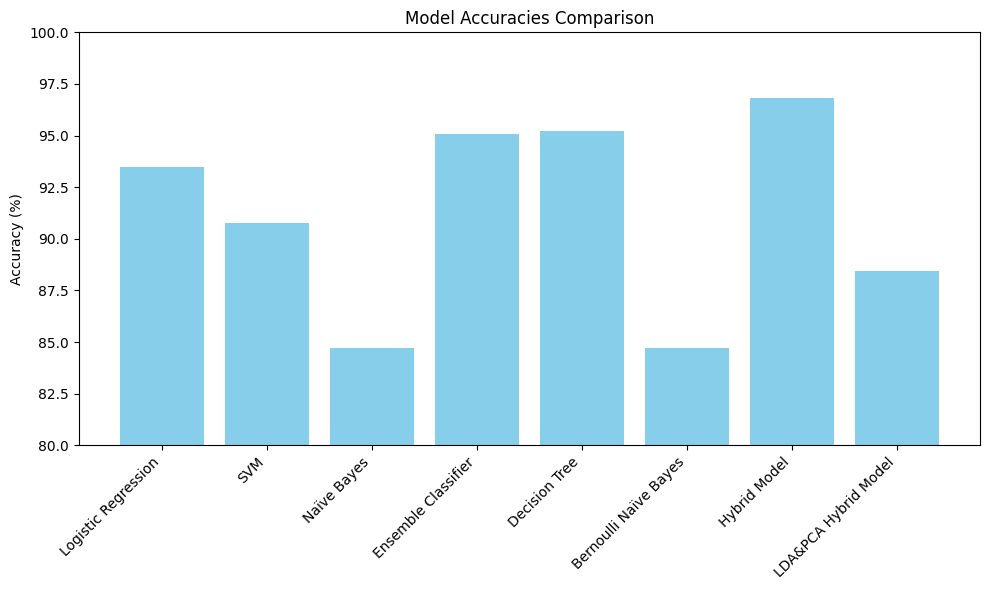 Model Accuracies Comparison
Accuracy (%)
100.0
97.5
95.0
92.5
90.0
87.5
85.0
82.5
80.0
Logistic Regression
SVM
Naïve Bayes
Ensemble Classifier
Decision Tree
Bernoulli Naïve Bayes
Hybrid Model
LDA&PCA Hybrid Model